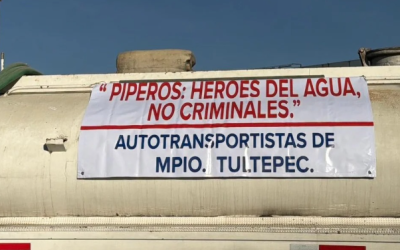 “PIPEROS: HEROES DEL AGUA,
NO CRIMINALES.”
AUTOTRANSPORTISTAS DE
MPIO. TULTEPEC.